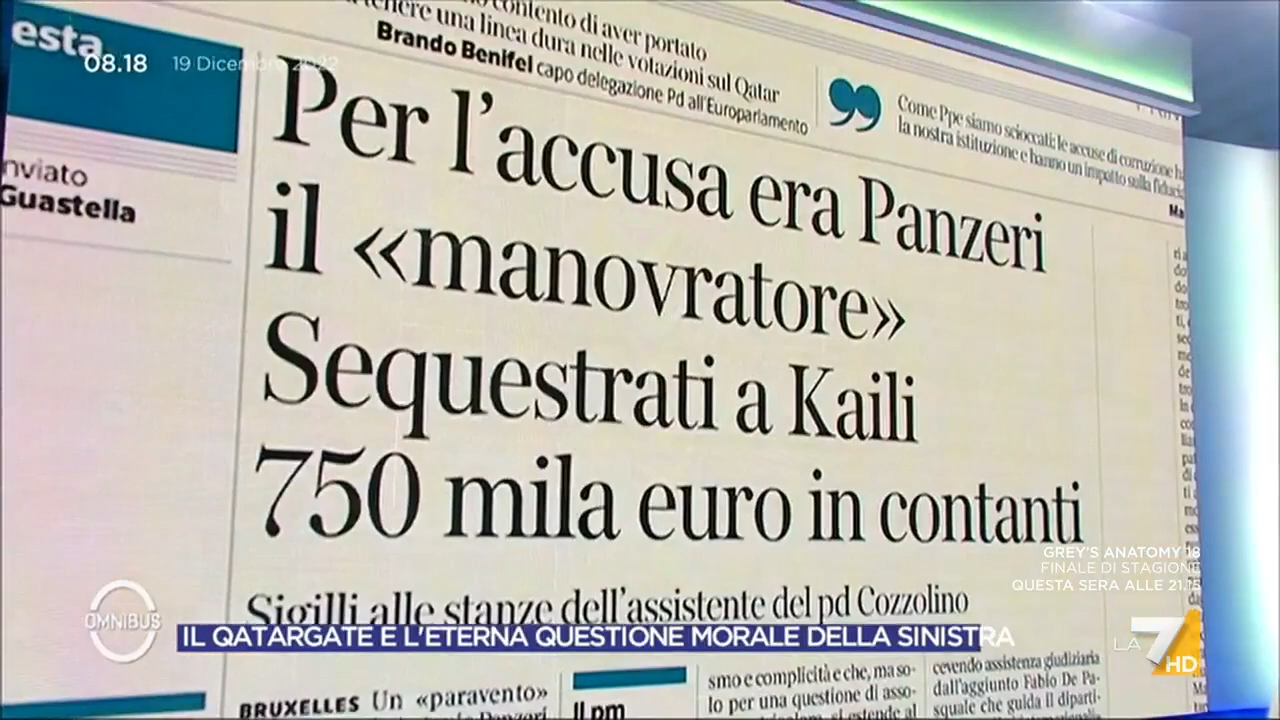 contento di aver portato
tenere una linea dura nelle votazioni sul Qatar
Brando Benifei capo delegazione Pd all'Europarlamento
Come Ppe siamo scioccati: le accuse di corruzione
la nostra istituzione e hanno un impatto sulla
08.18 19 Dicembre 2022
Guastella
Per l'accusa era Panzeri
il «manovratore»
Sequestrati a Kaili
750 mila euro in contanti
Sigilli alle stanze dell'assistente del pd Cozzolino
GREY'S ANATOMY 18
FINALE DI STAGIONE
QUESTA SERA ALLE 21.15
OMNIBUS
IL QATARGATE E L'ETERNA QUESTIONE MORALE DELLA SINISTRA
LA 7 HD
BRUXELLES Un «paravento»
Il pm
smo e complicità e che, ma so-
lo per una questione di asso-
cevendo assistenza giudiziaria
dall'aggiunto Fabio De Pa-
squale che guida il diparti-